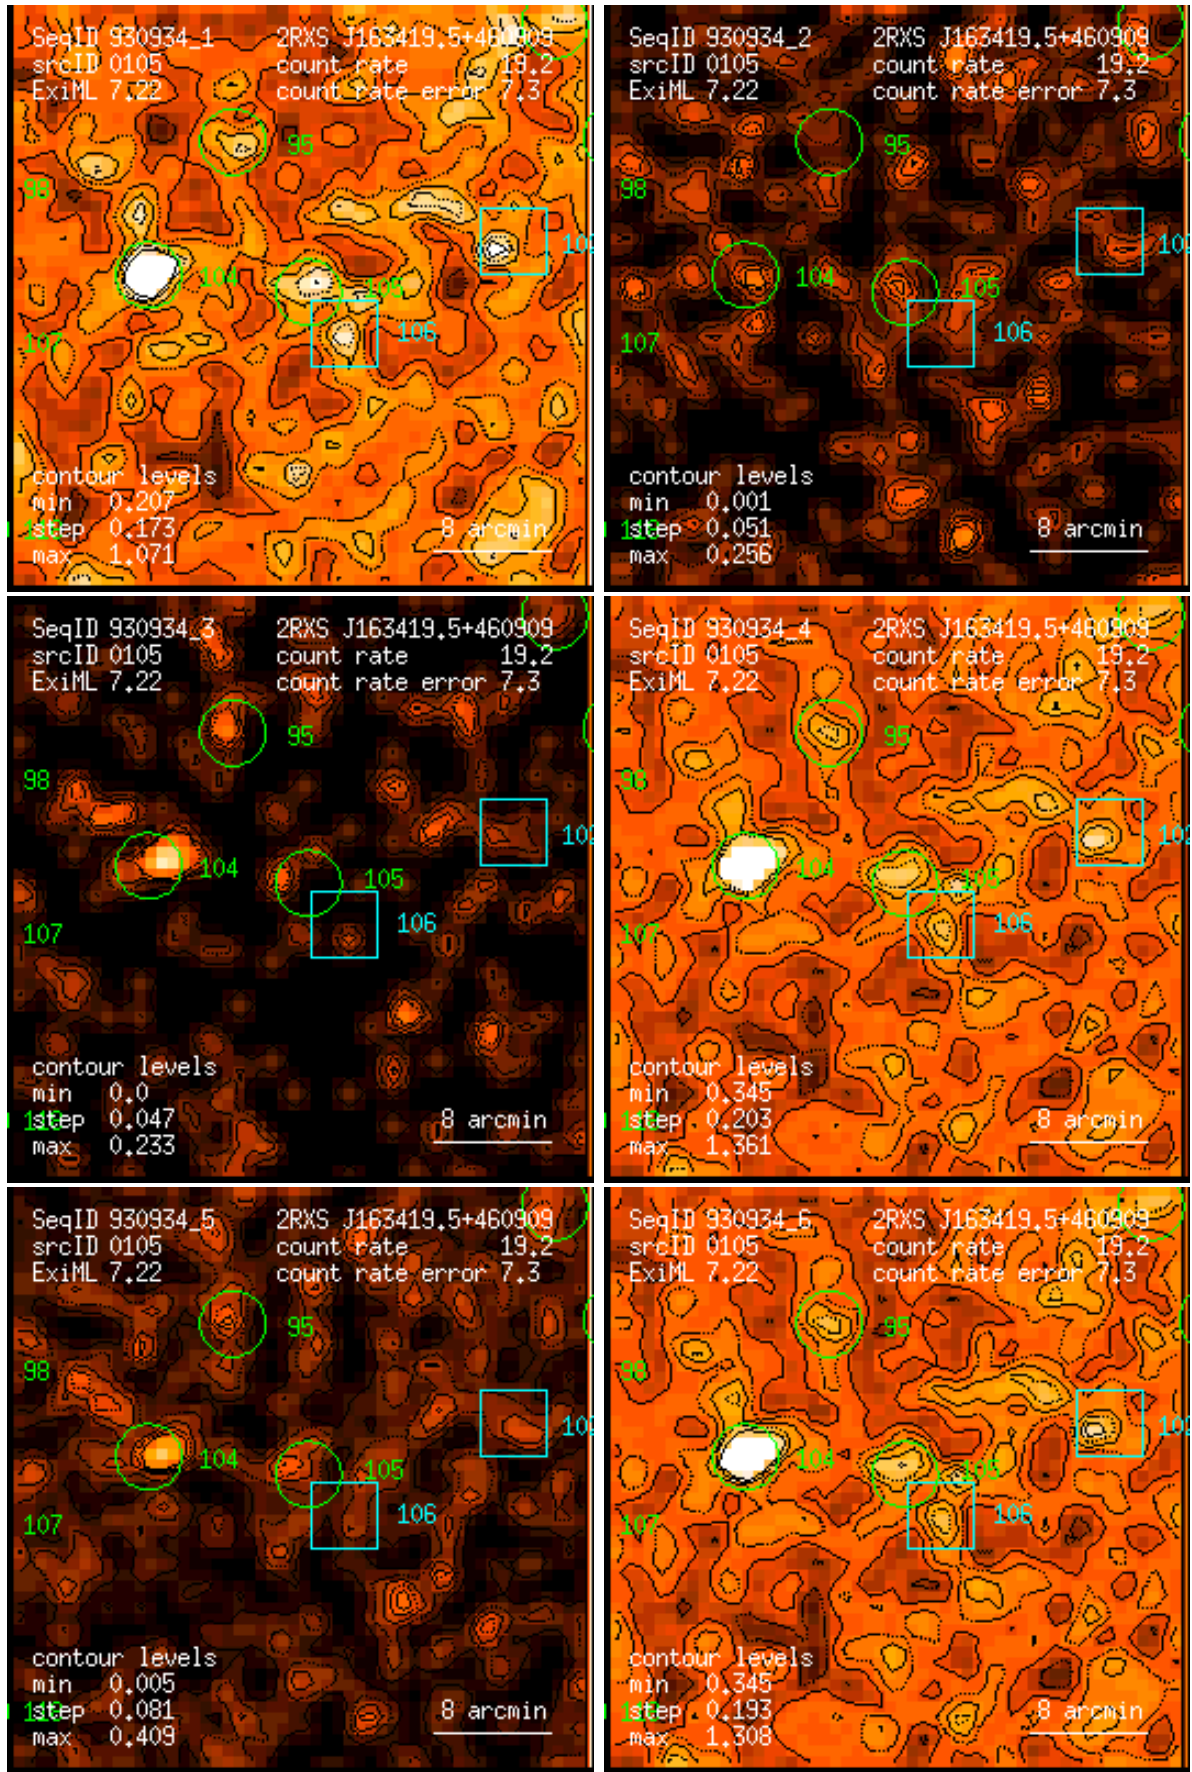 SeqID 930934_1 2RXS J163419.5+460909
srcID 0105 count rate 19.2
ExiML 7.22 count rate error 7.3
95
98
102
104
105
106
107
contour levels
min 0.207
step 0.173 8 arcmin
max 1.071
SeqID 930934_2 2RXS J163419.5+460909
srcID 0105 count rate 19.2
ExiML 7.22 count rate error 7.3
95
98
102
104
105
106
107
contour levels
min 0.001
step 0.051 8 arcmin
max 0.256
SeqID 930934_3 2RXS J163419.5+460909
srcID 0105 count rate 19.2
ExiML 7.22 count rate error 7.3
95
98
102
104
105
106
107
contour levels
min 0.0
step 0.047 8 arcmin
max 0.233
SeqID 930934_4 2RXS J163419.5+460909
srcID 0105 count rate 19.2
ExiML 7.22 count rate error 7.3
95
98
102
104
105
106
107
contour levels
min 0.345
step 0.203 8 arcmin
max 1.361
SeqID 930934_5 2RXS J163419.5+460909
srcID 0105 count rate 19.2
ExiML 7.22 count rate error 7.3
95
98
102
104
105
106
107
contour levels
min 0.005
step 0.081 8 arcmin
max 0.409
SeqID 930934_6 2RXS J163419.5+460909
srcID 0105 count rate 19.2
ExiML 7.22 count rate error 7.3
95
98
102
104
105
106
107
contour levels
min 0.345
step 0.193 8 arcmin
max 1.308